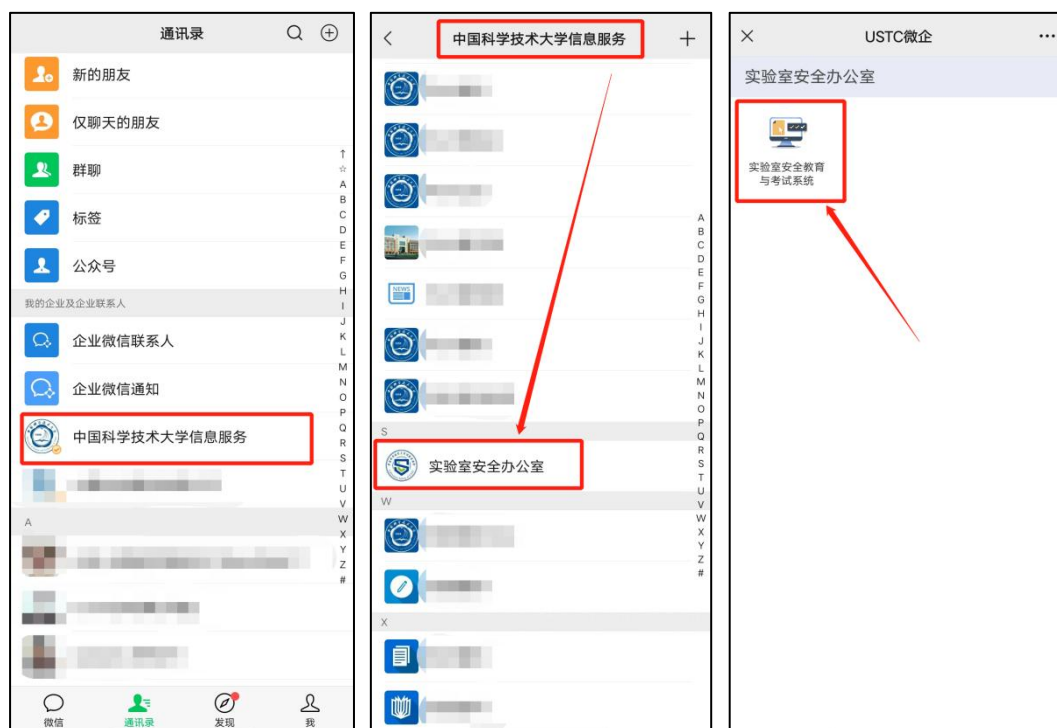 通讯录
新的朋友
仅聊天的朋友
群聊
标签
公众号
我的企业及企业联系人
企业微信联系人
企业微信通知
中国科学技术大学信息服务
A
↑
☆
A
B
C
D
E
F
G
H
I
J
K
L
M
N
O
P
Q
R
S
T
U
V
W
X
Y
Z
#
微信
通讯录
发现
我
中国科学技术大学信息服务
NEWS
S
实验室安全办公室
W
X
A
B
C
D
E
F
G
H
I
J
K
L
M
N
O
P
Q
R
S
T
U
V
W
X
Y
Z
#
USTC微企
实验室安全办公室
实验室安全教育
与考试系统